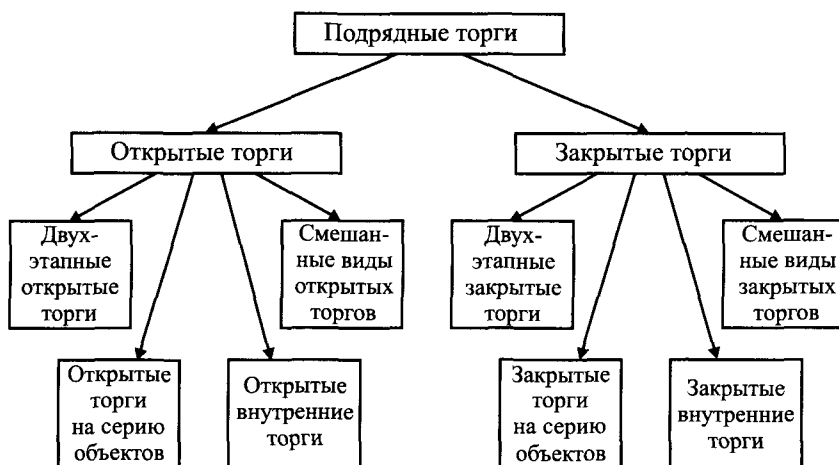 Подрядные торги
Открытые торги
Закрытые торги
Двух-
этапные
открытые
торги
Смешан-
ные виды
открытых
торгов
Двух-
этапные
закрытые
торги
Смешан-
ные виды
закрытых
торгов
Открытые
торги
на серию
объектов
Открытые
внутренние
торги
Закрытые
торги
на серию
объектов
Закрытые
внутренние
торги